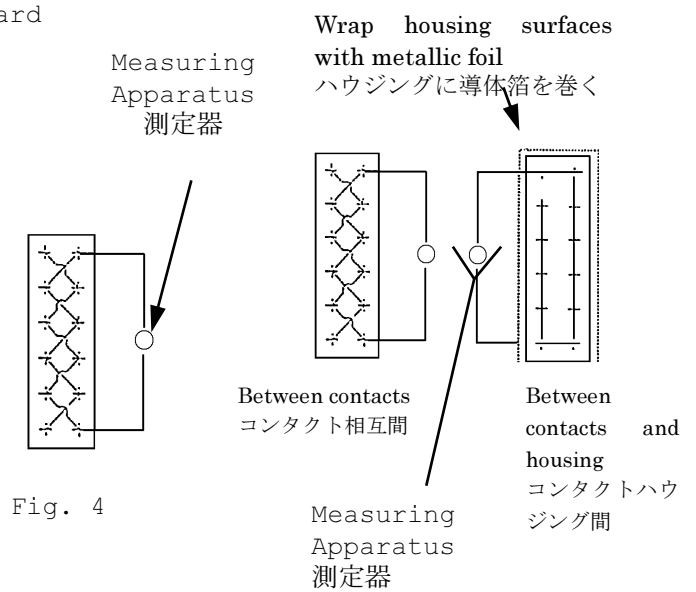 ard
Wrap housing surfaces
with metallic foil
ハウジングに導体箔を巻く
Measuring
Apparatus
測定器
Between contacts
コンタクト相互間
Between
contacts and
housing
コンタクトハウ
ジング間
Fig. 4
Measuring
Apparatus
測定器